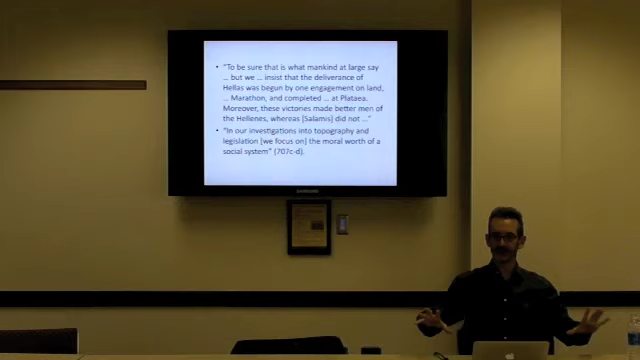 • "To be sure that is what mankind at large say
... but we ... insist that the deliverance of
Hellas was begun by one engagement on land,
... Marathon, and completed ... at Plataea.
Moreover, these victories made better men of
the Hellenes, whereas [Salamis] did not ..."
• "In our investigations into topography and
legislation [we focus on] the moral worth of a
social system" (707c-d).
SAMSUNG